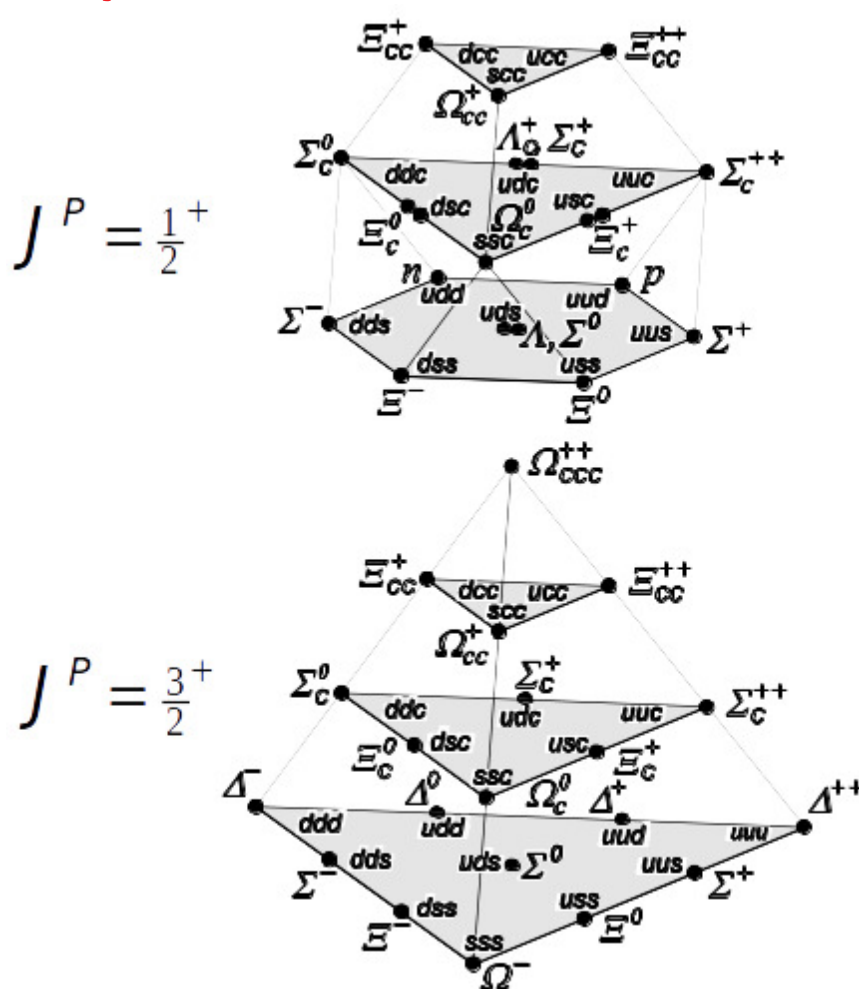 Ξcc+ dcc ucc Ξcc++
scc
Ωcc+
Σc0 Λc+ Σc+ Σc++
ddc udc uuc
dsc usc
Ξc0 Ωc0 Ξc+
ssc
J P = 1/2 +
n p
udd uud
Σ− dds uds uus Σ+
Λ, Σ0
dss uss
Ξ− Ξ0
Ωccc++
Ξcc+ dcc ucc Ξcc++
scc
Ωcc+
J P = 3/2 +
Σc0 Σc+ Σc++
ddc udc uuc
dsc usc
Ξc0 Ξc+
ssc
Δ− Δ0 Ωc0 Δ+ Δ++
ddd udd uud uuu
dds uds Σ0 uus
Σ− Σ+
dss uss
Ξ− Ξ0
sss
Ω−